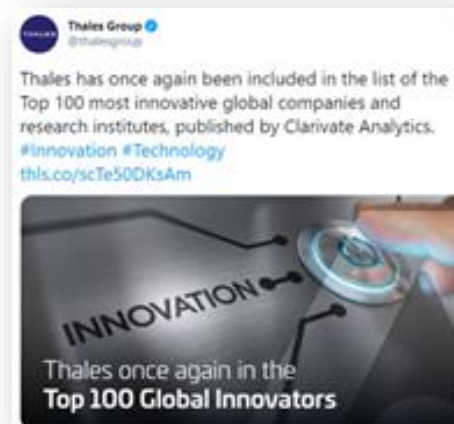 THALES
Thales Group
@thalesgroup
Thales has once again been included in the list of the
Top 100 most innovative global companies and
research institutes, published by Clarivate Analytics.
#Innovation #Technology
thls.co/scTe50DKsAm
INNOVATION
Thales once again in the
Top 100 Global Innovators